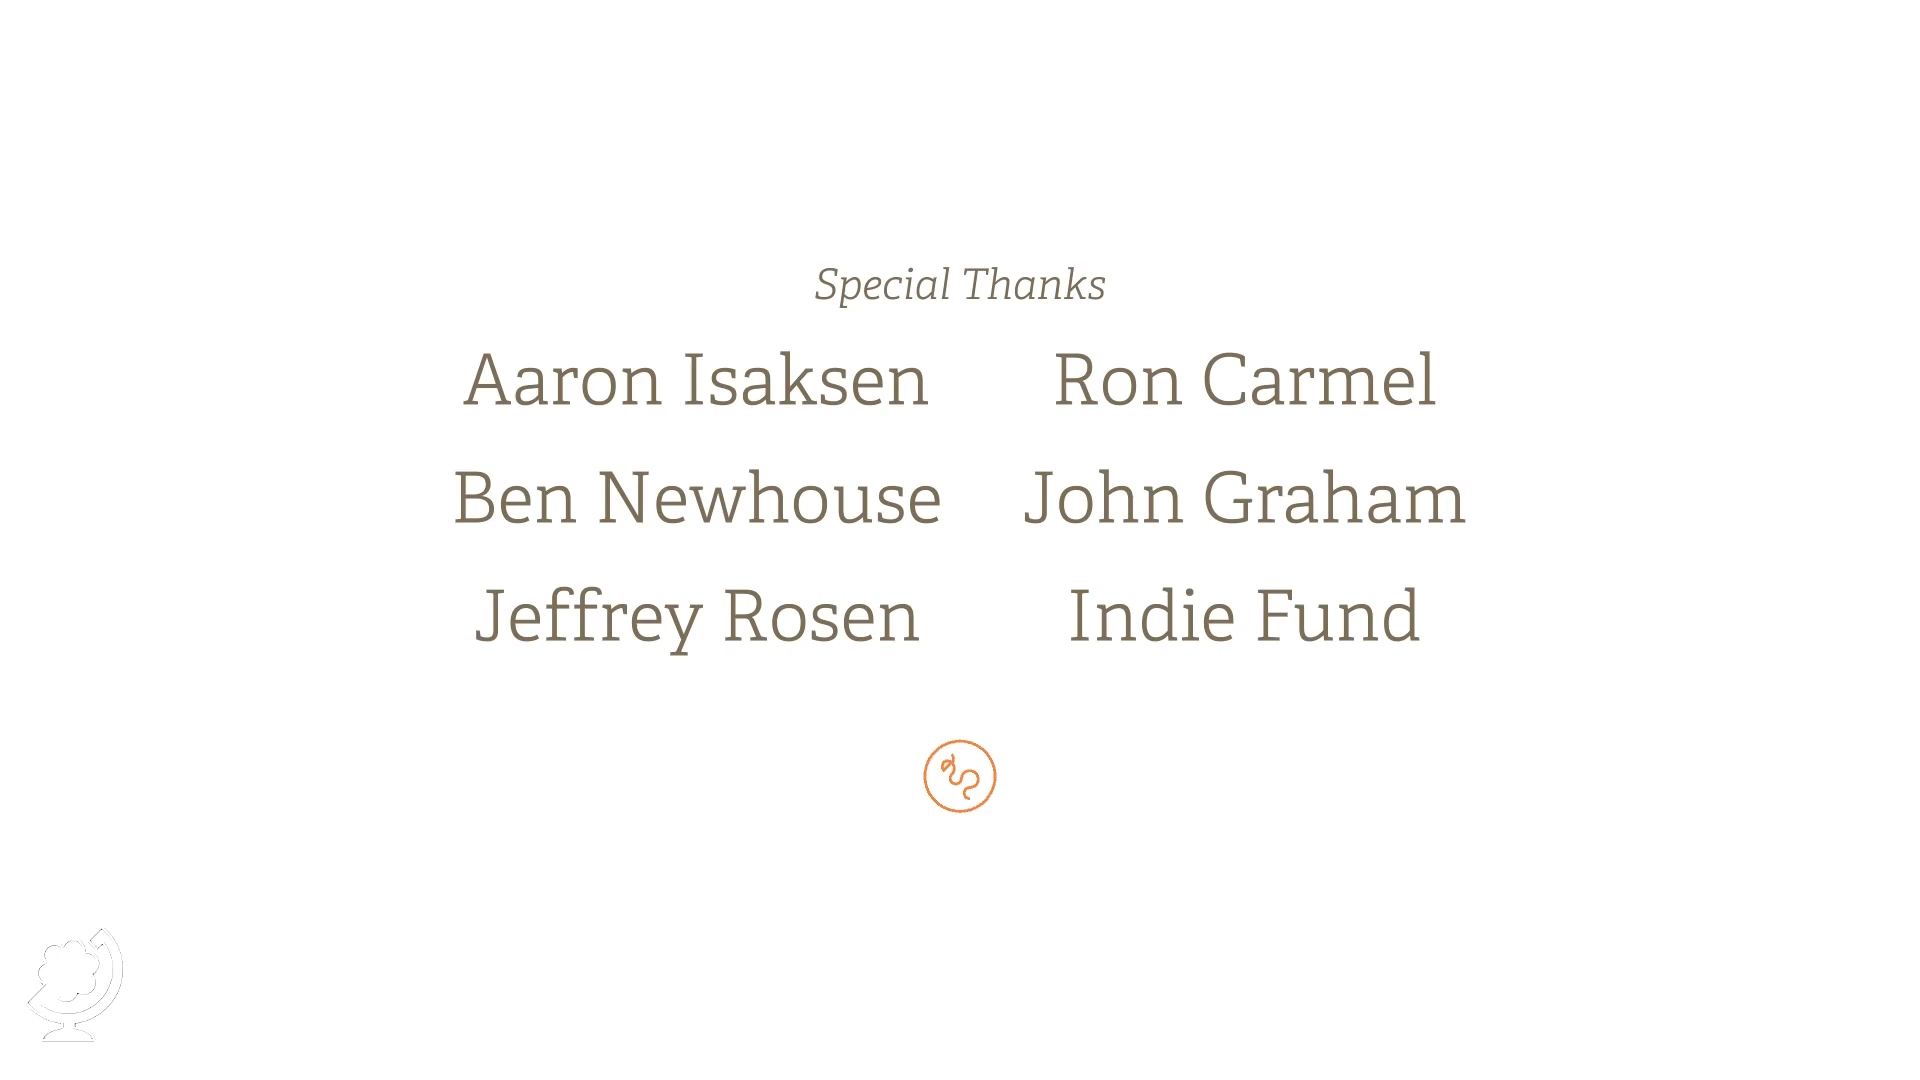 Special Thanks
Aaron Isaksen Ron Carmel
Ben Newhouse John Graham
Jeffrey Rosen Indie Fund